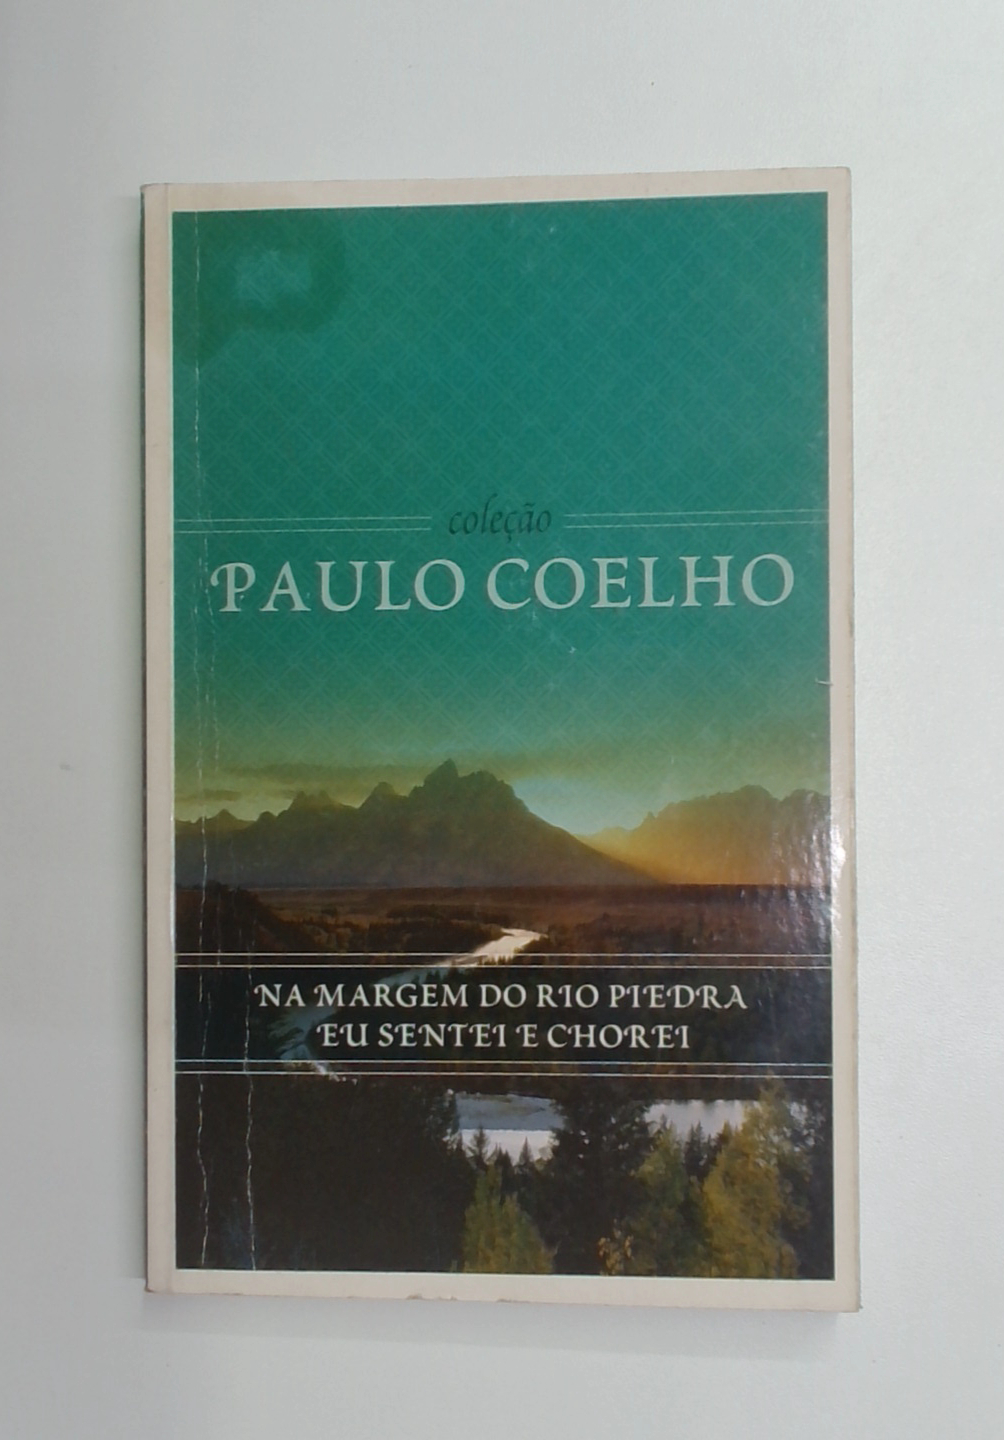 coleção
PAULO COELHO
NA MARGEM DO RIO PIEDRA
EU SENTEI E CHOREI